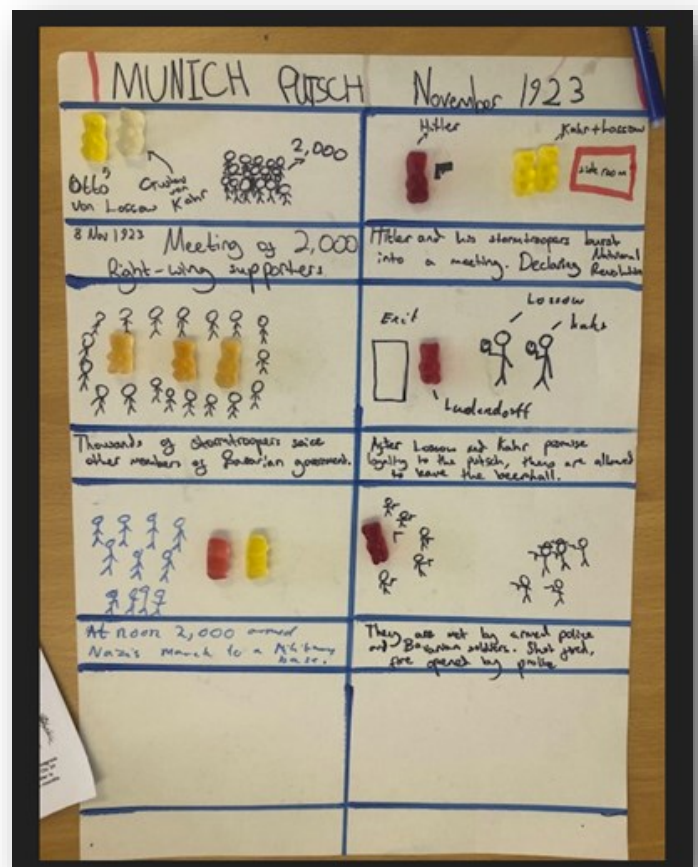 MUNICH PUTSCH November 1923
Otto
von Lossow
Gustav
von
Kahr
2,000
Hitler
Kahr + Lossow
side room
8 Nov 1923 Meeting of 2,000
Right-wing supporters
Hitler and his stormtroopers burst
into a meeting. Declaring National
Revolution
Exit
Lossow
kahr
Ludendorff
Thousands of stormtroopers seize
other members of Bavarian goverment.
After Lossow and Kahr promise
loyalty to the putsch, they are allowed
to leave the beerhall.
At noon 2,000 armed
Nazi's march to a Military
base.
They are met by armed police
and Bavarian soldiers. Shot fired,
fire opened by police